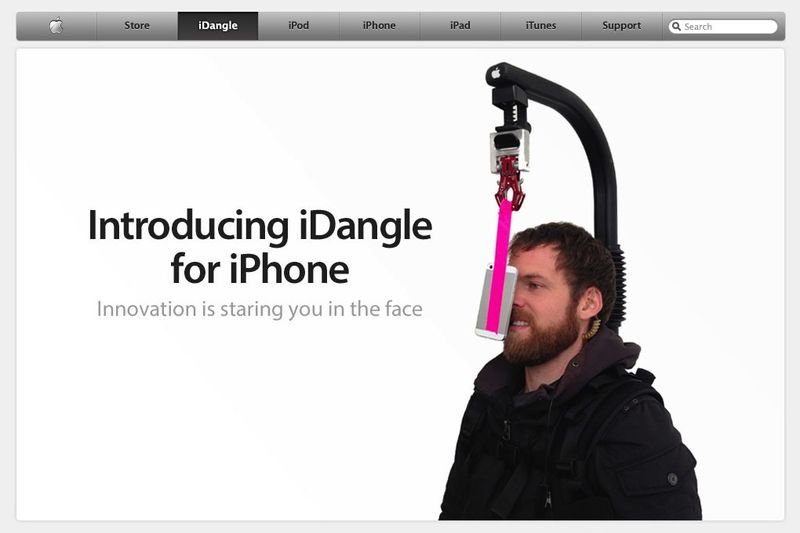 Store iDangle iPod iPhone iPad iTunes Support Search
Introducing iDangle
for iPhone
Innovation is staring you in the face